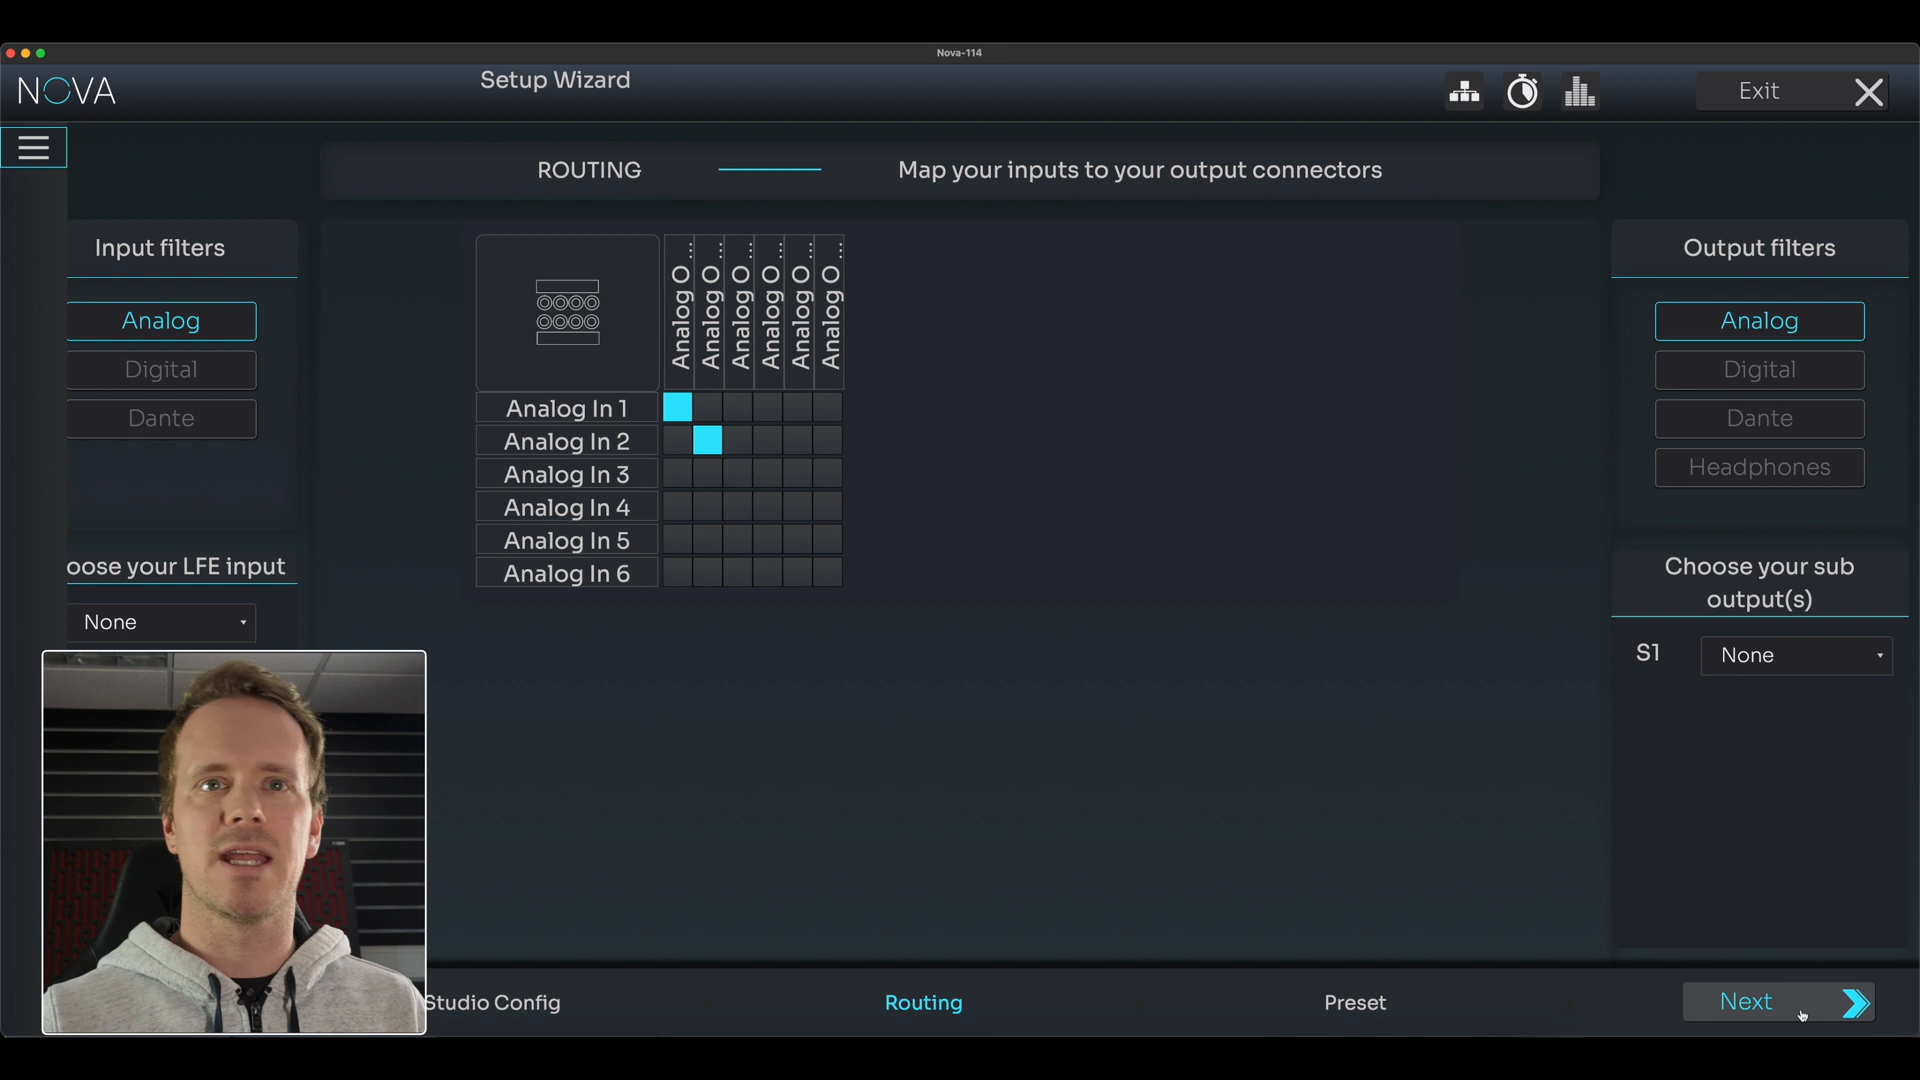 Nova-114
NOVA
Setup Wizard
Exit
ROUTING
Map your inputs to your output connectors
Input filters
Analog
Digital
Dante
oose your LFE input
None
Analog O...
Analog O...
Analog O...
Analog O...
Analog O...
Analog O...
Analog In 1
Analog In 2
Analog In 3
Analog In 4
Analog In 5
Analog In 6
Output filters
Analog
Digital
Dante
Headphones
Choose your sub
output(s)
S1
None
Studio Config
Routing
Preset
Next